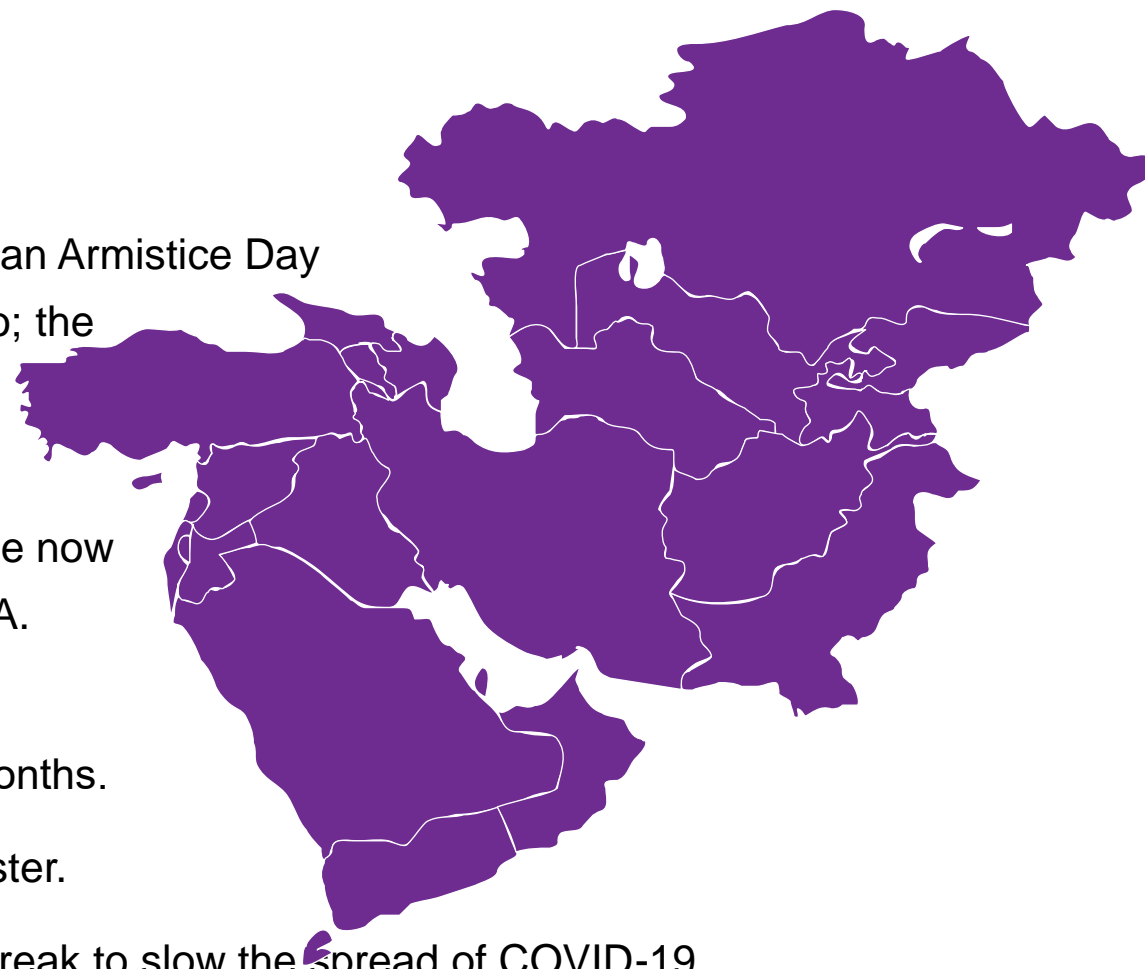 an Armistice Day
o; the
e now
A.
onths.
ster.
reak to slow the spread of COVID-19